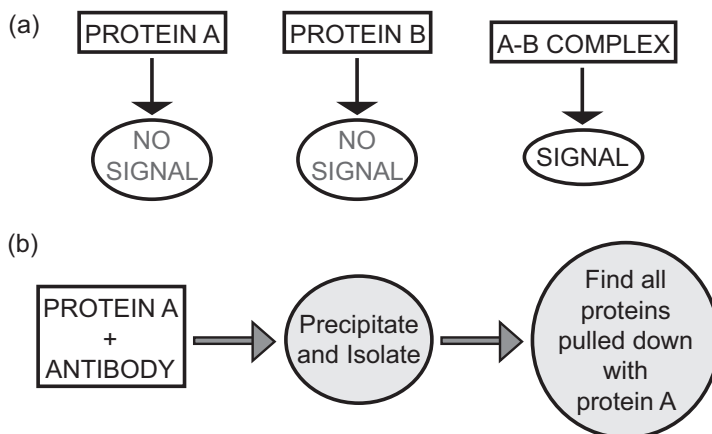 (a)
PROTEIN A
PROTEIN B
A-B COMPLEX
NO
SIGNAL
NO
SIGNAL
SIGNAL
(b)
PROTEIN A
+
ANTIBODY
Precipitate
and Isolate
Find all
proteins
pulled down
with
protein A